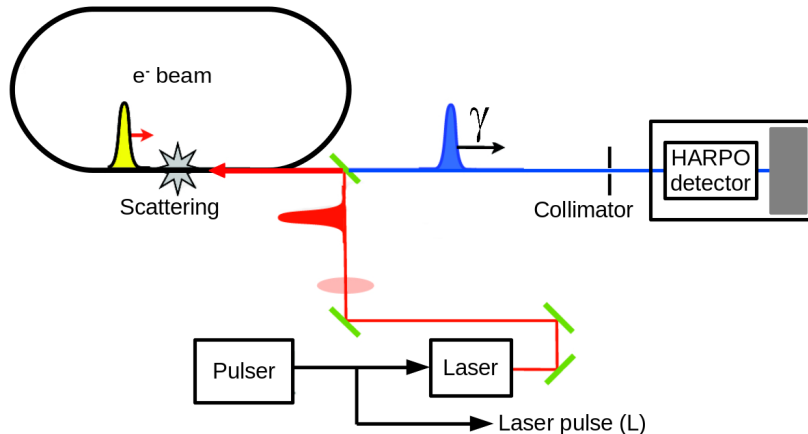 e- beam
γ
HARPO
detector
Scattering
Collimator
Pulser
Laser
Laser pulse (L)